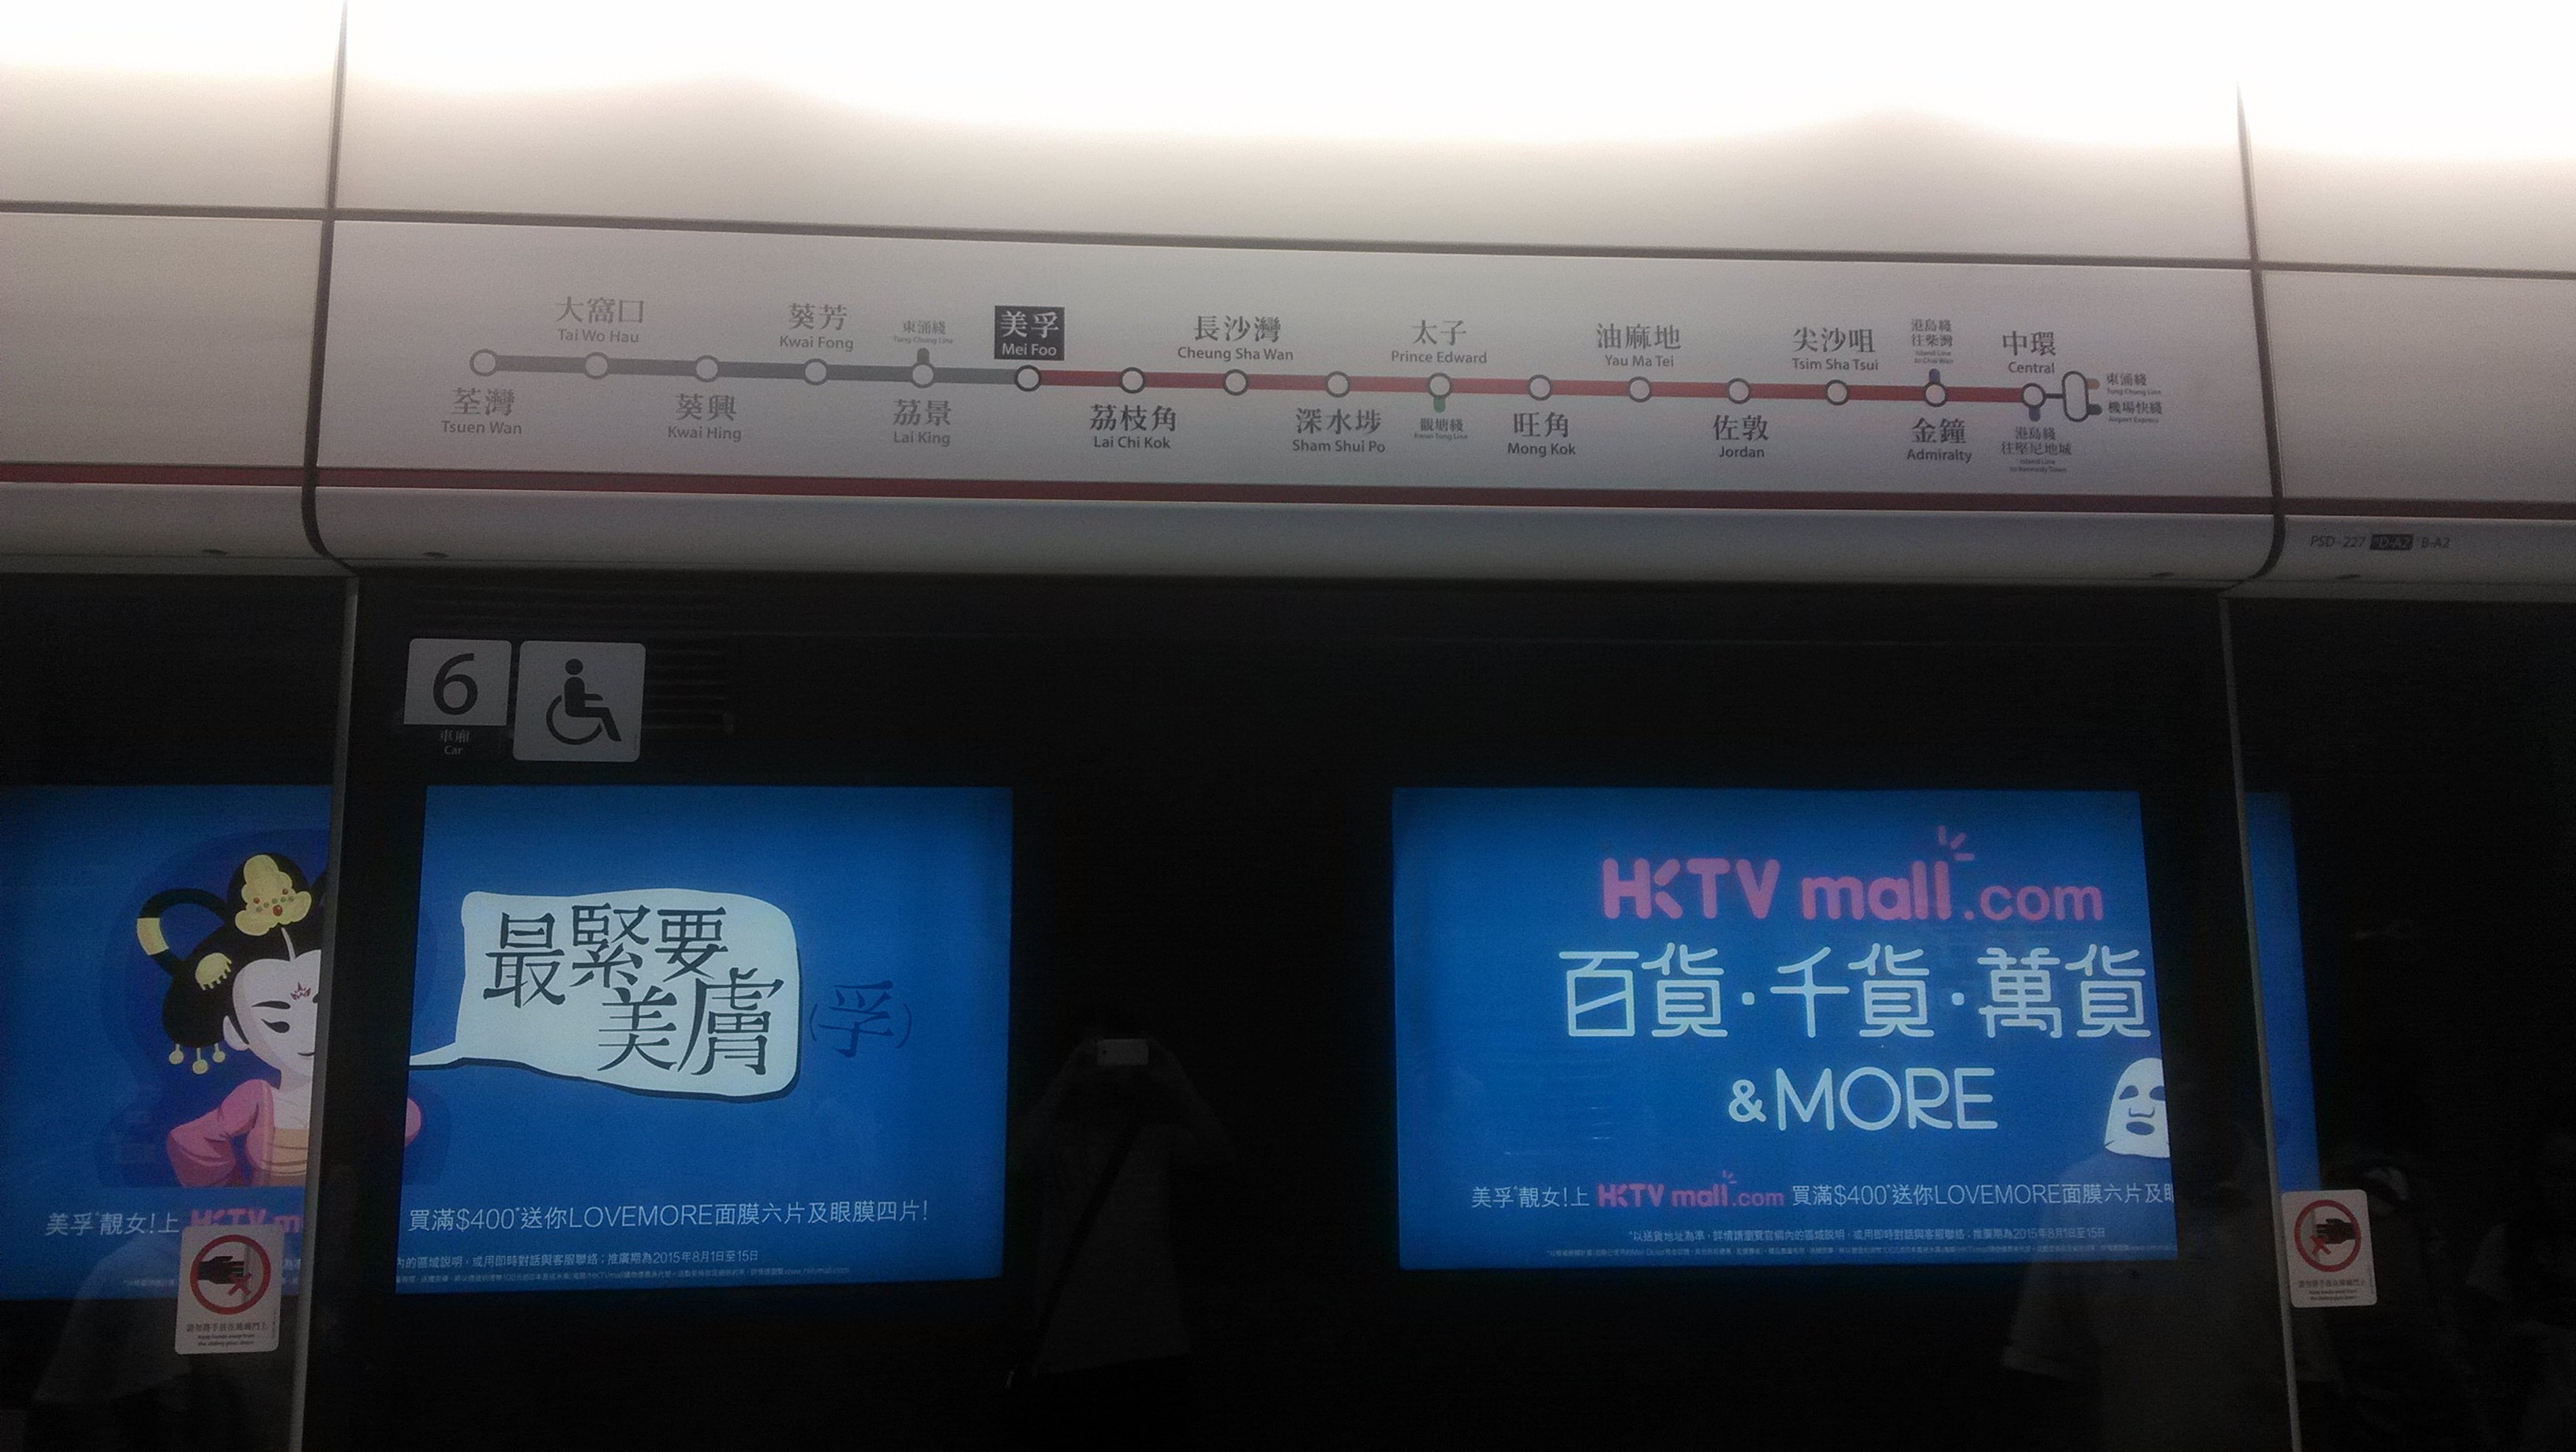 大窩口
Tai Wo Hau
葵芳
Kwai Fong
東涌綫
Tung Chung Line
美孚
Mei Foo
長沙灣
Cheung Sha Wan
太子
Prince Edward
油麻地
Yau Ma Tei
尖沙咀
Tsim Sha Tsui
港島綫
往柴灣
Island Line
to Chai Wan
中環
Central
東涌綫
Tung Chung Line
機場快綫
Airport Express
荃灣
Tsuen Wan
葵興
Kwai Hing
荔景
Lai King
荔枝角
Lai Chi Kok
深水埗
Sham Shui Po
觀塘綫
Kwun Tong Line
旺角
Mong Kok
佐敦
Jordan
金鐘
Admiralty
港島綫
往堅尼地城
Island Line
to Kennedy Town
PSD-227 D-A2 B-A2
6
車廂
Car
最緊要
美膚(孚)
買滿$400*送你LOVEMORE面膜六片及眼膜四片!
內的區域說明，或用即時對話與客服聯絡；推廣期為2015年8月1日至15日
美孚*靚女!上 HKTV m
HKTV mall.com
百貨·千貨·萬貨
&MORE
美孚*靚女!上 HKTV mall.com 買滿$400*送你LOVEMORE面膜六片及眼
*以送貨地址為準，詳情請瀏覽官網內的區域說明，或用即時對話與客服聯絡；推廣期為2015年8月1日至15日
請勿將手放在玻璃門上
Keep hands away from
the sliding glass doors
請勿將手放在玻璃門上
Keep hands away from
the sliding glass doors